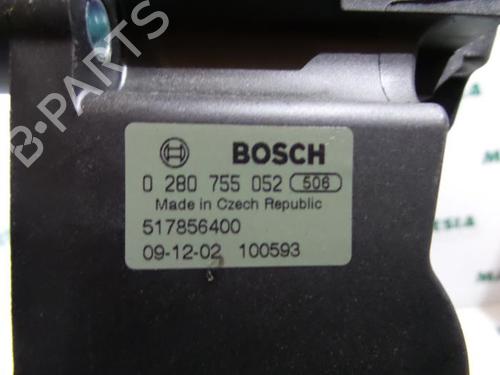 B-PARTS
BOSCH
0 280 755 052 506
Made in Czech Republic
517856400
09-12-02 100593